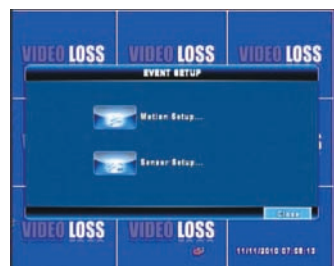 VIDEO LOSS VIDEO LOSS VIDEO LOSS
EVENT SETUP
Motion Setup...
Sensor Setup...
Close
VIDEO LOSS VIDEO LOSS
11/11/2010 07:08:13